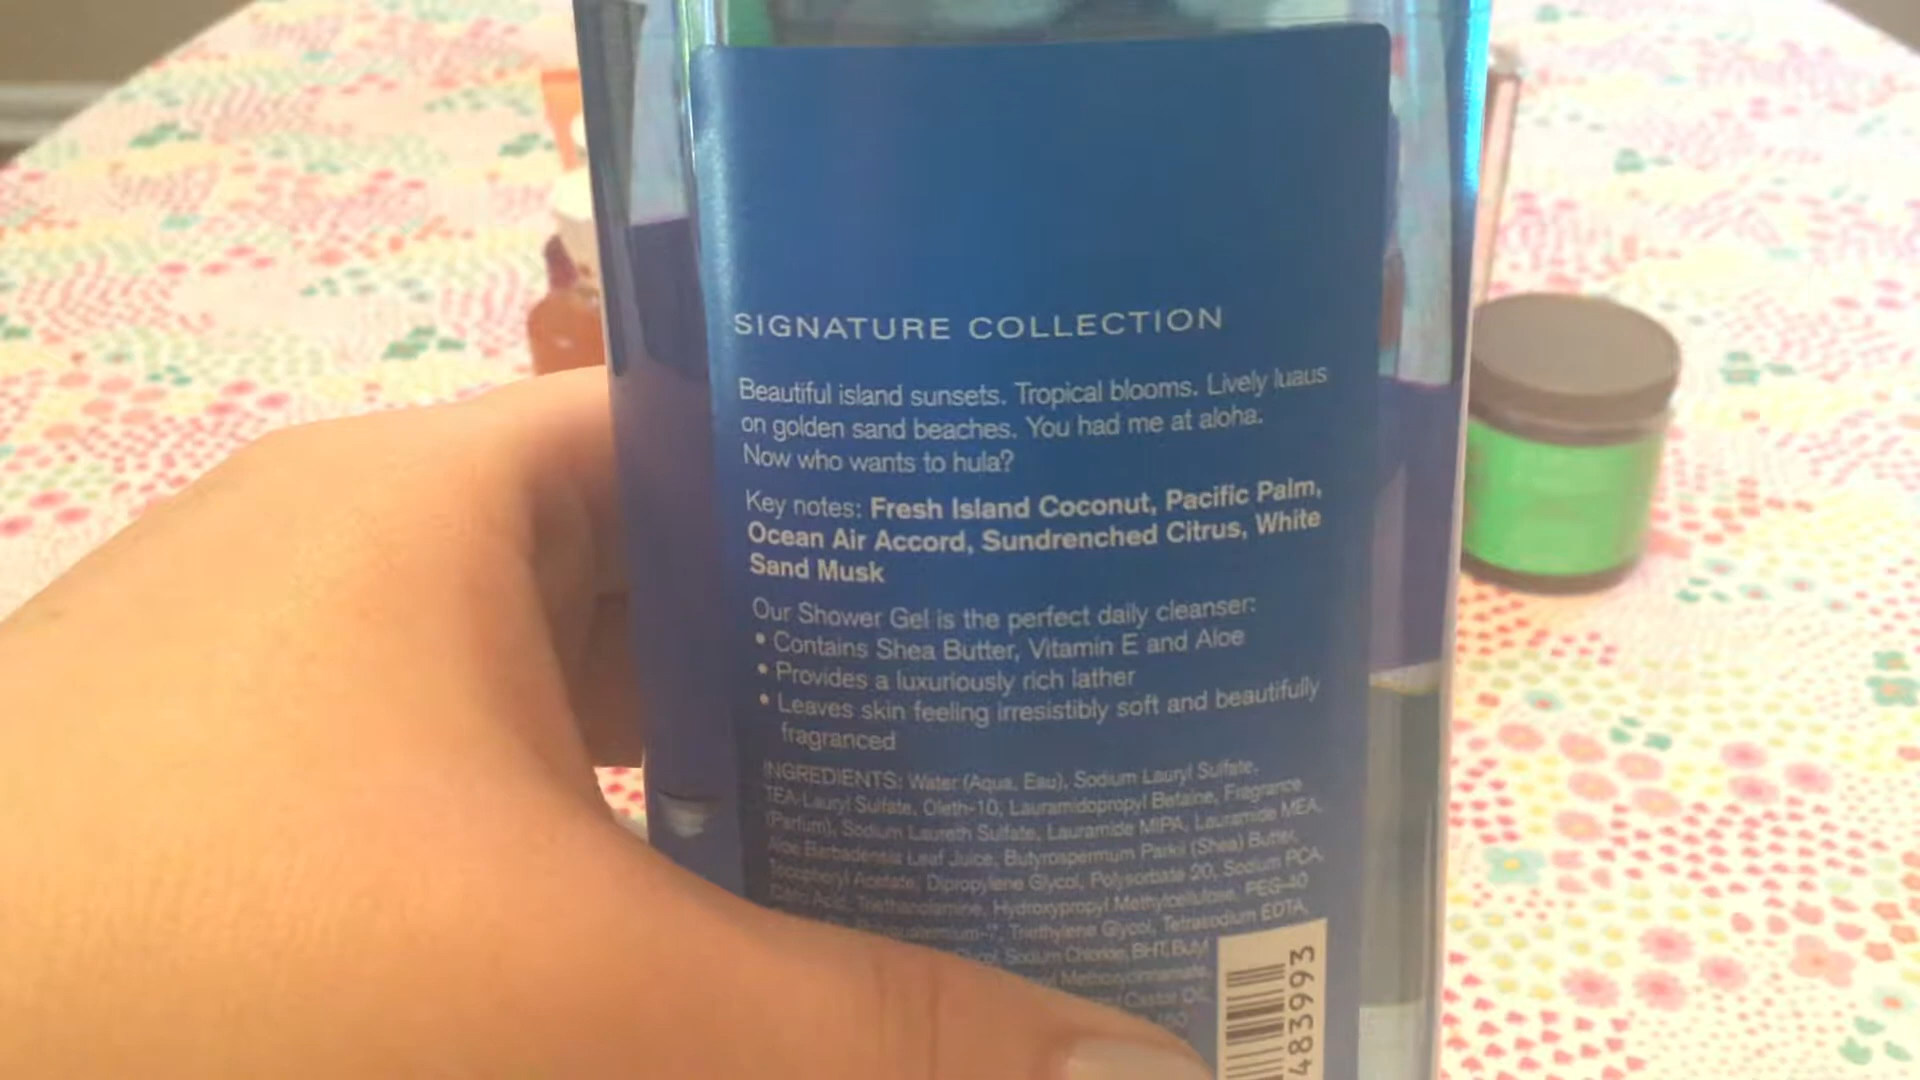 SIGNATURE COLLECTION
Beautiful island sunsets. Tropical blooms. Lively luaus
on golden sand beaches. You had me at aloha.
Now who wants to hula?
Key notes: Fresh Island Coconut, Pacific Palm,
Ocean Air Accord, Sundrenched Citrus, White
Sand Musk
Our Shower Gel is the perfect daily cleanser:
• Contains Shea Butter, Vitamin E and Aloe
• Provides a luxuriously rich lather
• Leaves skin feeling irresistibly soft and beautifully
fragranced
INGREDIENTS: Water (Aqua, Eau), Sodium Lauryl Sulfate,
TEA-Lauryl Sulfate, Oleth-10, Lauramidopropyl Betaine, Fragrance
(Parfum), Sodium Laureth Sulfate, Lauramide MIPA, Lauramide MEA,
Aloe Barbadensis Leaf Juice, Butyrospermum Parkii (Shea) Butter,
Tocopheryl Acetate, Dipropylene Glycol, Polysorbate 20, Sodium PCA,
Acid, Triethanolamine, Hydroxypropyl Methylcellulose, PEG-40
Triethylene Glycol, Tetrasodium EDTA,
Sodium Chloride, BHT,
Castor Oil,
483993